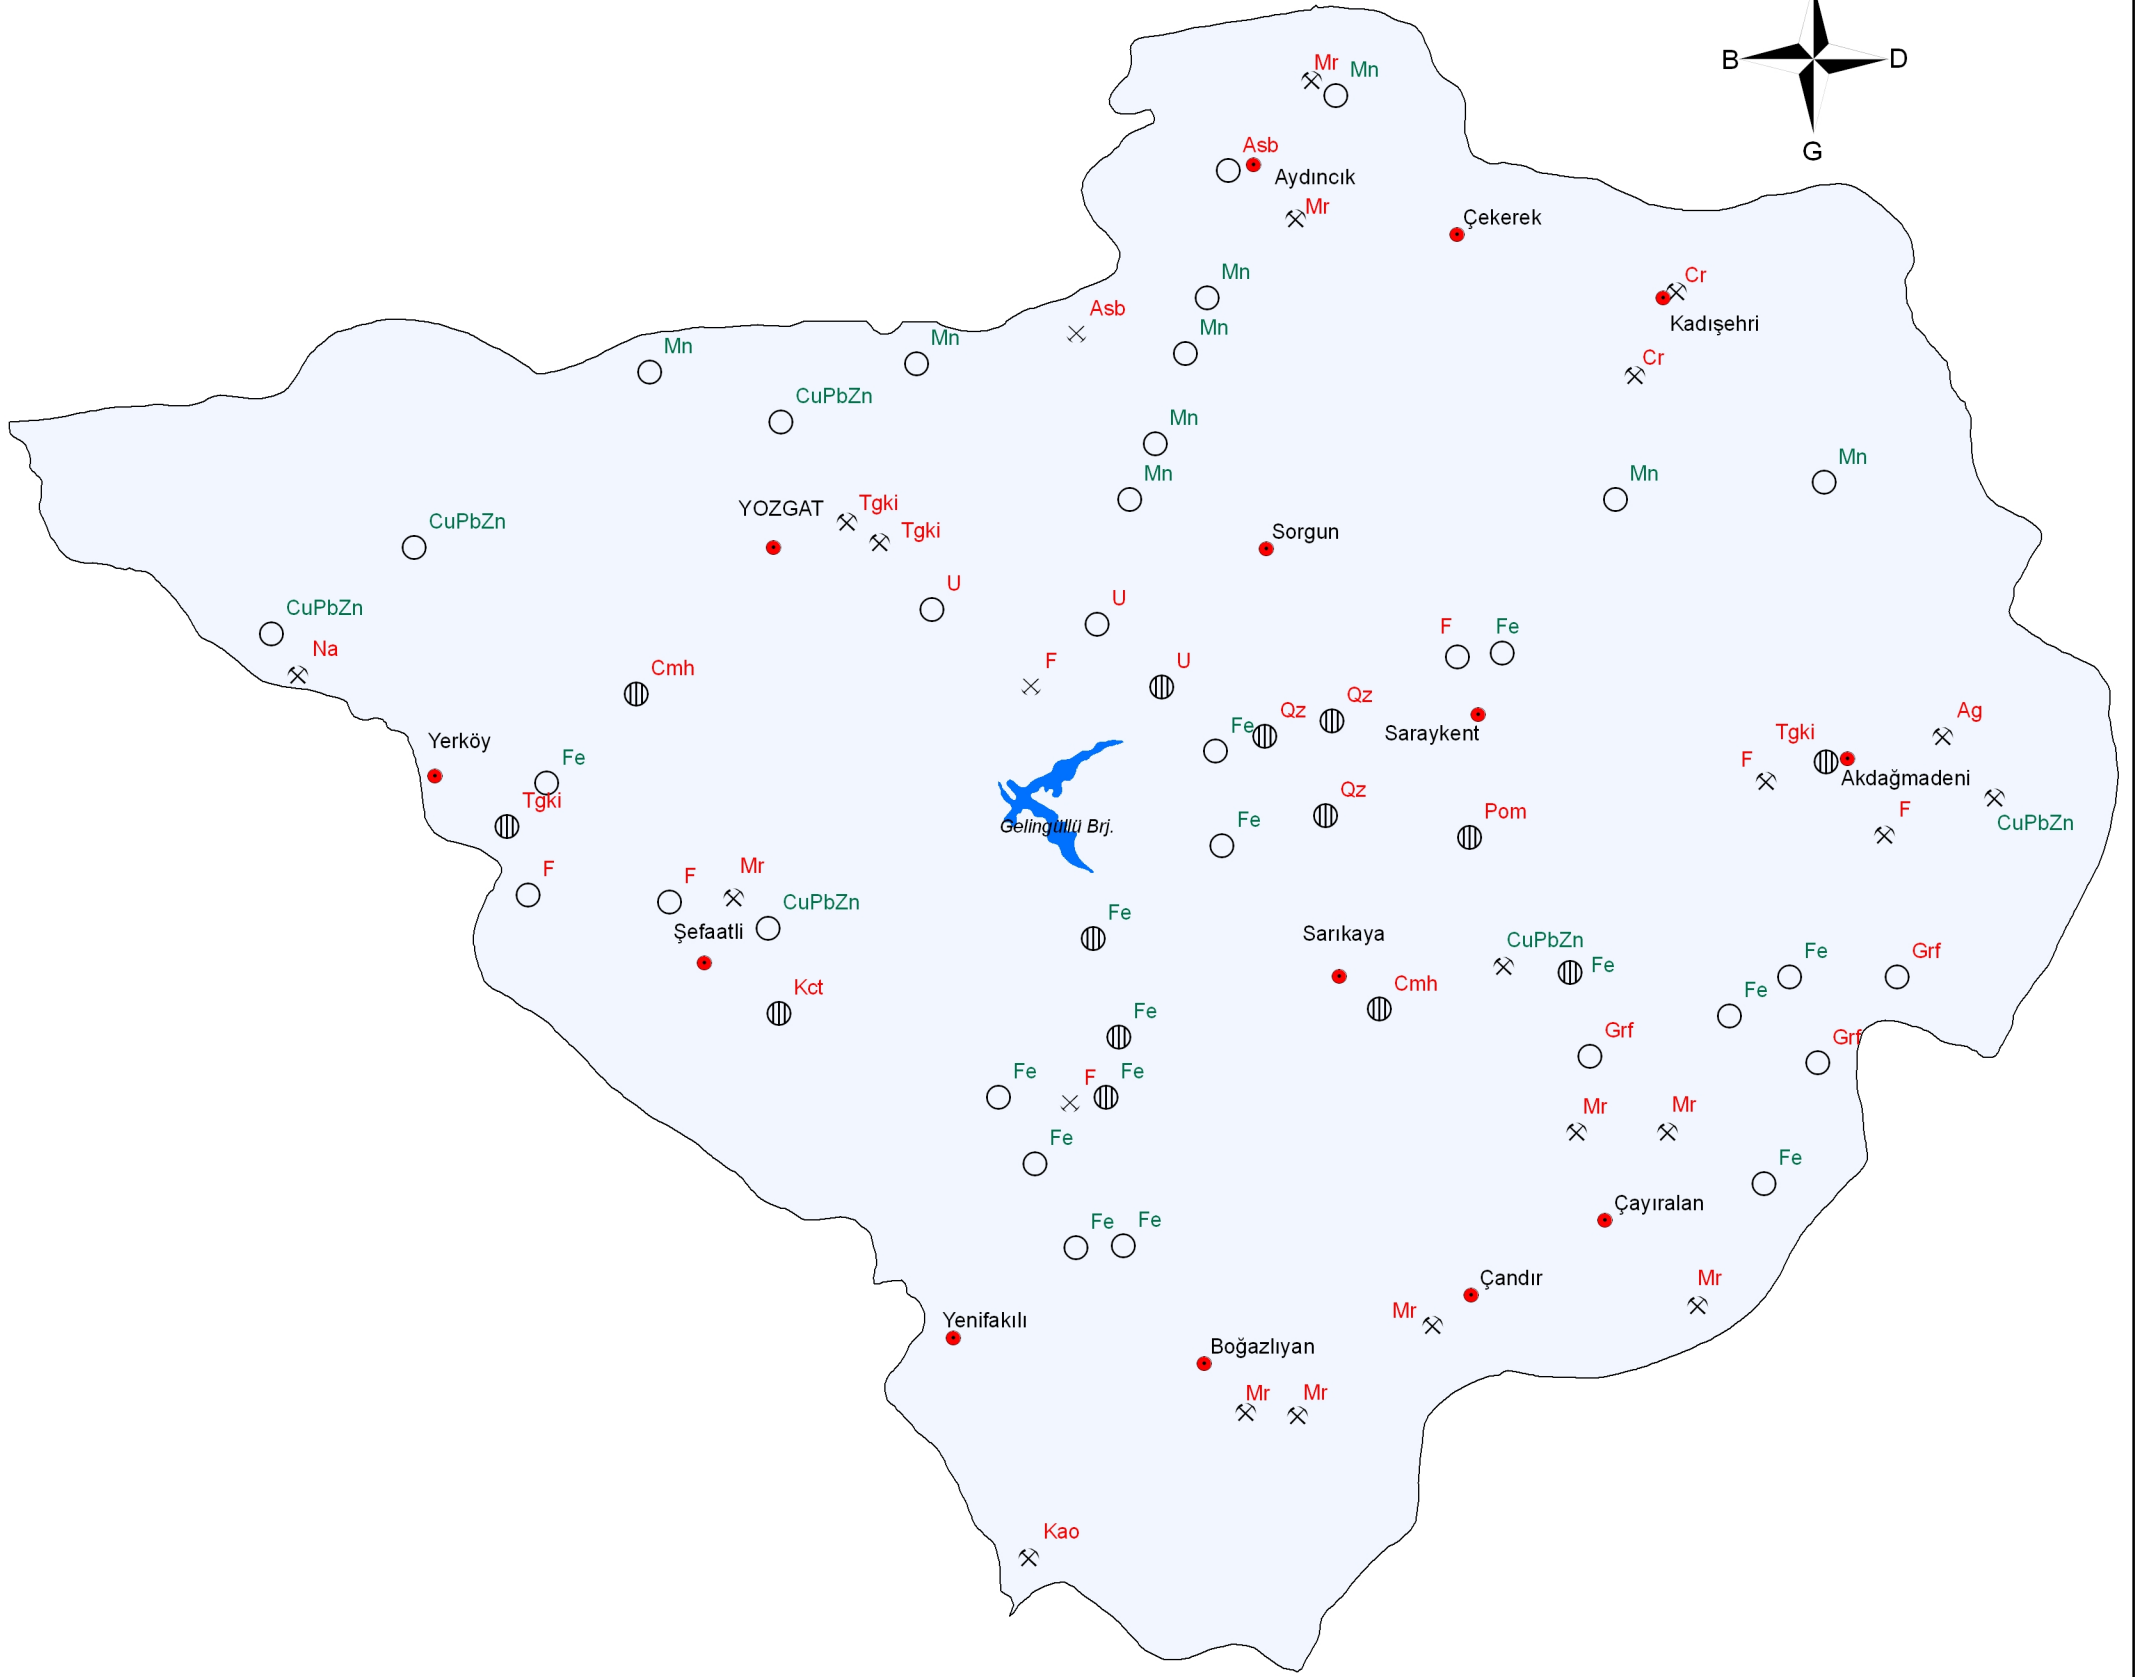 B
D
Mr
Mn
Asb
G
Aydıncık
Mr
Çekerek
Mn
Cr
Asb
Kadışehri
Mn
Mn
Mn
Cr
CuPbZn
Mn
Mn
Mn
Mn
Tgki
YOZGAT
CuPbZn
Tgki
Sorgun
U
U
CuPbZn
F
Fe
Na
F
U
Cmh
Qz
Qz
Ag
Fe
Saraykent
Tgki
Yerköy
Fe
F
Akdağmadeni
Qz
Tgki
F
Pom
Fe
CuPbZn
Gelingüllü Brj.
F
Mr
F
CuPbZn
Fe
Şefaatli
Sarıkaya
CuPbZn
Fe
Fe
Grf
Kct
Cmh
Fe
Fe
Grf
Grf
Fe
F
Fe
Mr
Mr
Fe
Fe
Çayıralan
Fe
Fe
Çandır
Mr
Mr
Yenifakılı
Boğazlıyan
Mr
Mr
Kao